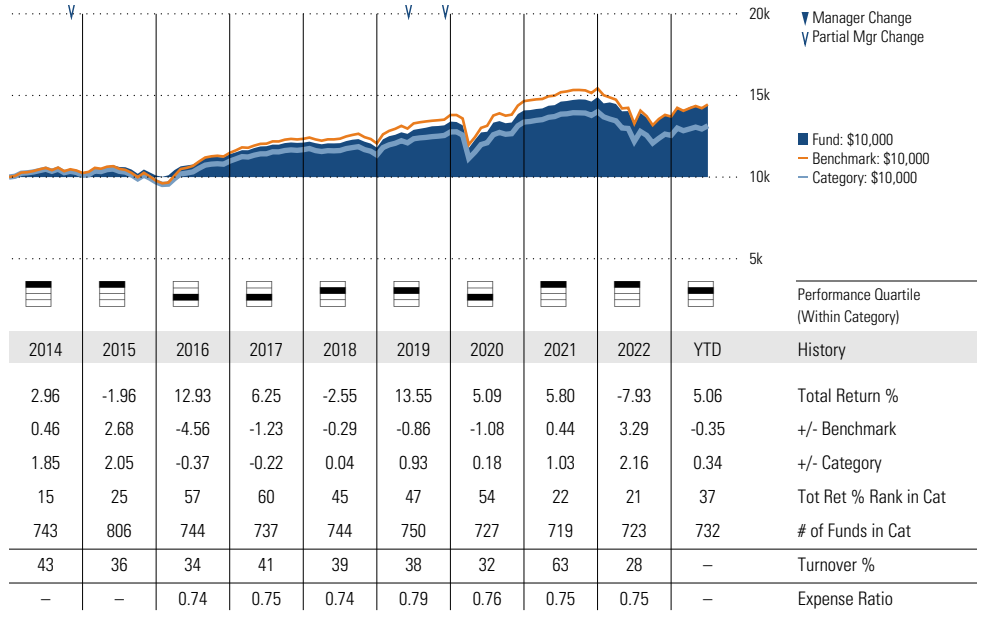 20k
Manager Change
Partial Mgr Change
15k
Fund: $10,000
Benchmark: $10,000
Category: $10,000
10k
5k
Performance Quartile
(Within Category)
2014 2015 2016 2017 2018 2019 2020 2021 2022 YTD History
2.96 -1.96 12.93 6.25 -2.55 13.55 5.09 5.80 -7.93 5.06 Total Return %
0.46 2.68 -4.56 -1.23 -0.29 -0.86 -1.08 0.44 3.29 -0.35 +/- Benchmark
1.85 2.05 -0.37 -0.22 0.04 0.93 0.18 1.03 2.16 0.34 +/- Category
15 25 57 60 45 47 54 22 21 37 Tot Ret % Rank in Cat
743 806 744 737 744 750 727 719 723 732 # of Funds in Cat
43 36 34 41 39 38 32 63 28 – Turnover %
– – 0.74 0.75 0.74 0.79 0.76 0.75 0.75 – Expense Ratio